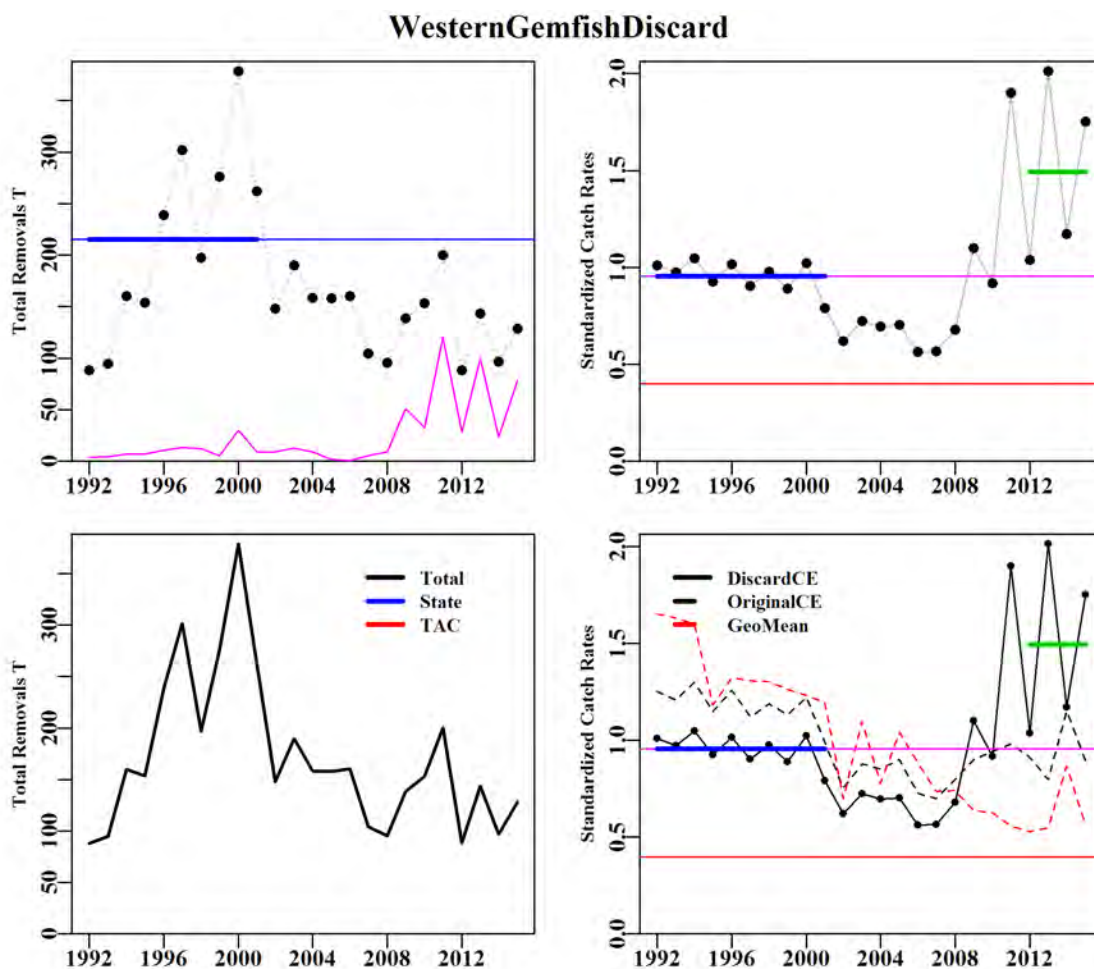 WesternGemfishDiscard
Total Removals T
0 50 100 200 300
1992 1996 2000 2004 2008 2012
Standardized Catch Rates
0.0 0.5 1.0 1.5 2.0
1992 1996 2000 2004 2008 2012
Total Removals T
0 50 100 200 300
Total
State
TAC
1992 1996 2000 2004 2008 2012
Standardized Catch Rates
0.0 0.5 1.0 1.5 2.0
DiscardCE
OriginalCE
GeoMean
1992 1996 2000 2004 2008 2012